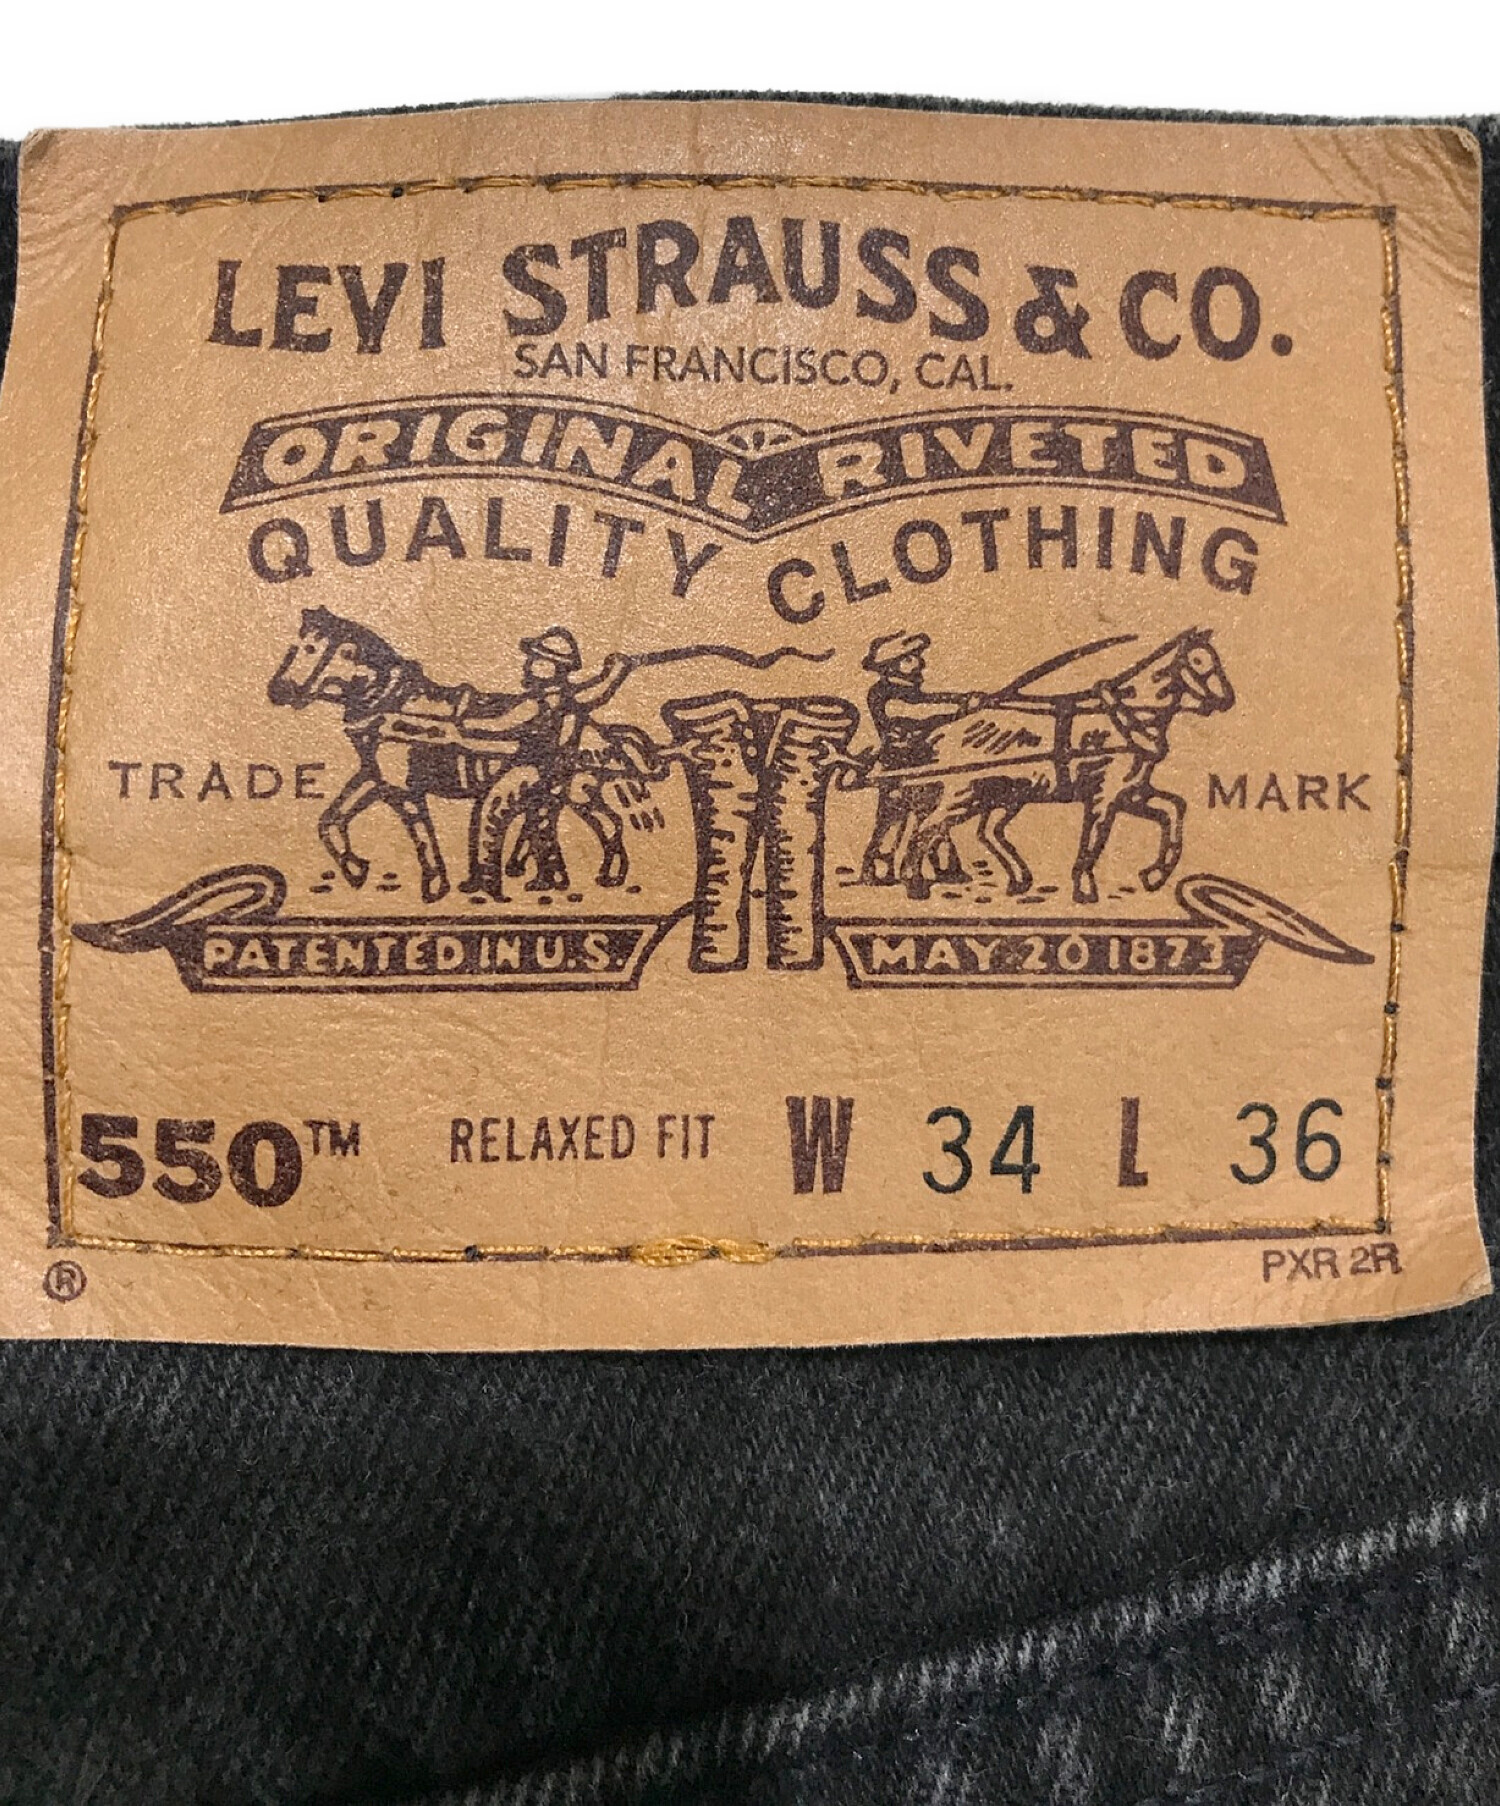 LEVI STRAUSS & CO.
SAN FRANCISCO, CAL.
ORIGINAL RIVETED
QUALITY CLOTHING
TRADE MARK
PATENTED IN U.S. MAY 20 1873
550™ RELAXED FIT W 34 L 36
® PXR 2R